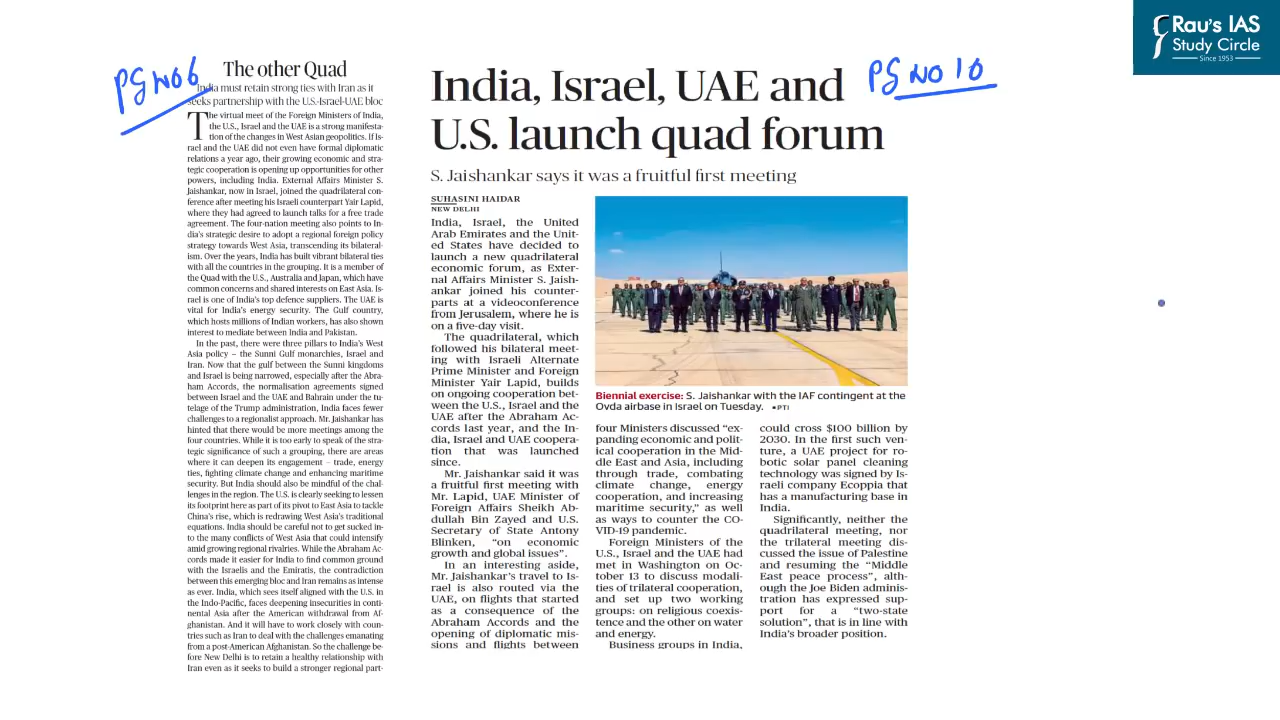 Rau's IAS
Study Circle
Since 1953
PG NO 6
The other Quad
India must retain strong ties with Iran as it
seeks partnership with the U.S.-Israel-UAE bloc
The virtual meet of the Foreign Ministers of India,
the U.S., Israel and the UAE is a strong manifesta-
tion of the changes in West Asian geopolitics. If Is-
rael and the UAE did not even have formal diplomatic
relations a year ago, their growing economic and stra-
tegic cooperation is opening up opportunities for other
powers, including India. External Affairs Minister S.
Jaishankar, now in Israel, joined the quadrilateral con-
ference after meeting his Israeli counterpart Yair Lapid,
where they had agreed to launch talks for a free trade
agreement. The four-nation meeting also points to In-
dia's strategic desire to adopt a regional foreign policy
strategy towards West Asia, transcending its bilateral-
ism. Over the years, India has built vibrant bilateral ties
with all the countries in the grouping. It is a member of
the Quad with the U.S., Australia and Japan, which have
common concerns and shared interests on East Asia. Is-
rael is one of India's top defence suppliers. The UAE is
vital for India's energy security. The Gulf country,
which hosts millions of Indian workers, has also shown
interest to mediate between India and Pakistan.
In the past, there were three pillars to India's West
Asia policy – the Sunni Gulf monarchies, Israel and
Iran. Now that the gulf between the Sunni kingdoms
and Israel is being narrowed, especially after the Abra-
ham Accords, the normalisation agreements signed
between Israel and the UAE and Bahrain under the tu-
telage of the Trump administration, India faces fewer
challenges to a regionalist approach. Mr. Jaishankar has
hinted that there would be more meetings among the
four countries. While it is too early to speak of the stra-
tegic significance of such a grouping, there are areas
where it can deepen its engagement – trade, energy
ties, fighting climate change and enhancing maritime
security. But India should also be mindful of the chal-
lenges in the region. The U.S. is clearly seeking to lessen
its footprint here as part of its pivot to East Asia to tackle
China's rise, which is redrawing West Asia's traditional
equations. India should be careful not to get sucked in-
to the many conflicts of West Asia that could intensify
amid growing regional rivalries. While the Abraham Ac-
cords made it easier for India to find common ground
with the Israelis and the Emiratis, the contradiction
between this emerging bloc and Iran remains as intense
as ever. India, which sees itself aligned with the U.S. in
the Indo-Pacific, faces deepening insecurities in conti-
nental Asia after the American withdrawal from Af-
ghanistan. And it will have to work closely with coun-
tries such as Iran to deal with the challenges emanating
from a post-American Afghanistan. So the challenge be-
fore New Delhi is to retain a healthy relationship with
Iran even as it seeks to build a stronger regional part-
PG NO 10
India, Israel, UAE and
U.S. launch quad forum
S. Jaishankar says it was a fruitful first meeting
SUHASINI HAIDAR
NEW DELHI
India, Israel, the United
Arab Emirates and the Unit-
ed States have decided to
launch a new quadrilateral
economic forum, as Exter-
nal Affairs Minister S. Jaish-
ankar joined his counter-
parts at a videoconference
from Jerusalem, where he is
on a five-day visit.
The quadrilateral, which
followed his bilateral meet-
ing with Israeli Alternate
Prime Minister and Foreign
Minister Yair Lapid, builds
on ongoing cooperation bet-
ween the U.S., Israel and the
UAE after the Abraham Ac-
cords last year, and the In-
dia, Israel and UAE coopera-
tion that was launched
since.
Mr. Jaishankar said it was
a fruitful first meeting with
Mr. Lapid, UAE Minister of
Foreign Affairs Sheikh Ab-
dullah Bin Zayed and U.S.
Secretary of State Antony
Blinken, "on economic
growth and global issues".
In an interesting aside,
Mr. Jaishankar's travel to Is-
rael is also routed via the
UAE, on flights that started
as a consequence of the
Abraham Accords and the
opening of diplomatic mis-
sions and flights between
Biennial exercise: S. Jaishankar with the IAF contingent at the
Ovda airbase in Israel on Tuesday. •PTI
four Ministers discussed "ex-
panding economic and polit-
ical cooperation in the Mid-
dle East and Asia, including
through trade, combating
climate change, energy
cooperation, and increasing
maritime security," as well
as ways to counter the CO-
VID-19 pandemic.
Foreign Ministers of the
U.S., Israel and the UAE had
met in Washington on Oc-
tober 13 to discuss modali-
ties of trilateral cooperation,
and set up two working
groups: on religious coexis-
tence and the other on water
and energy.
Business groups in India,
could cross $100 billion by
2030. In the first such ven-
ture, a UAE project for ro-
botic solar panel cleaning
technology was signed by Is-
raeli company Ecoppia that
has a manufacturing base in
India.
Significantly, neither the
quadrilateral meeting, nor
the trilateral meeting dis-
cussed the issue of Palestine
and resuming the "Middle
East peace process", alth-
ough the Joe Biden adminis-
tration has expressed sup-
port for a "two-state
solution", that is in line with
India's broader position.